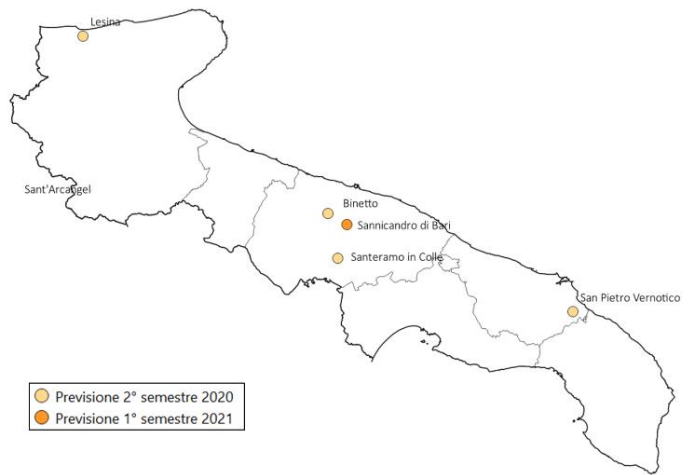 Lesina
Sant'Arcangel
Binetto
Sannicandro di Bari
Santeramo in Colle
San Pietro Vernotico
Previsione 2° semestre 2020
Previsione 1° semestre 2021